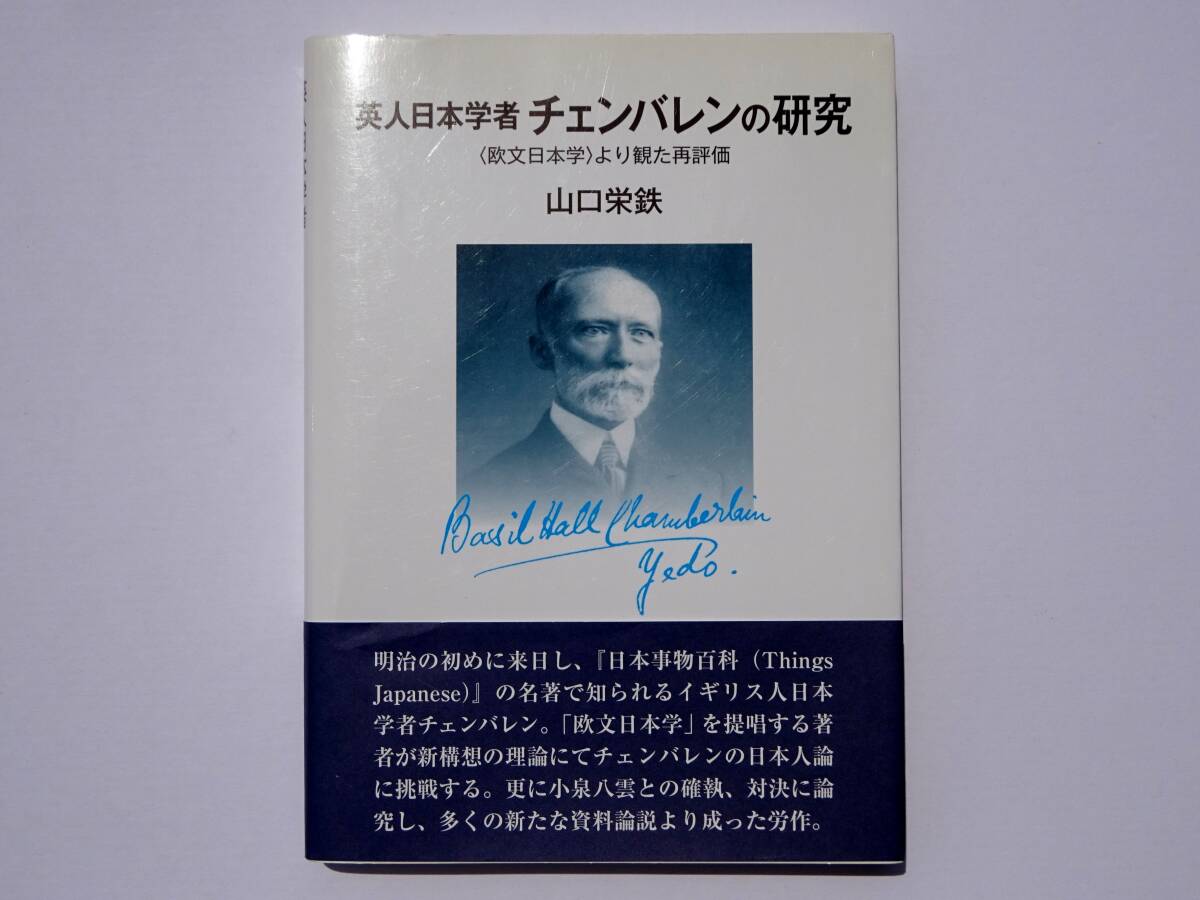 英人日本学者 チェンバレンの研究
〈欧文日本学〉より観た再評価
山口栄鉄
Basil Hall Chamberlain
Yedo.
明治の初めに来日し、『日本事物百科（Things
Japanese）』の名著で知られるイギリス人日本
学者チェンバレン。「欧文日本学」を提唱する著
者が新構想の理論にてチェンバレンの日本人論
に挑戦する。更に小泉八雲との確執、対決に論
究し、多くの新たな資料論説より成った労作。